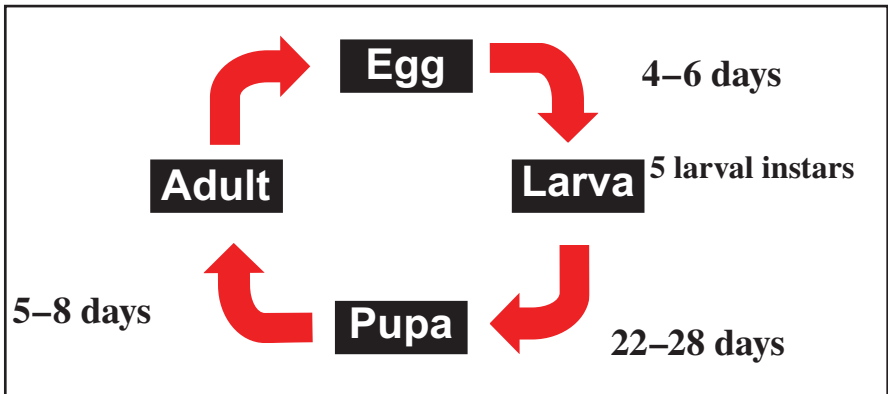 Egg
4–6 days
Adult
Larva
5 larval instars
5–8 days
Pupa
22–28 days